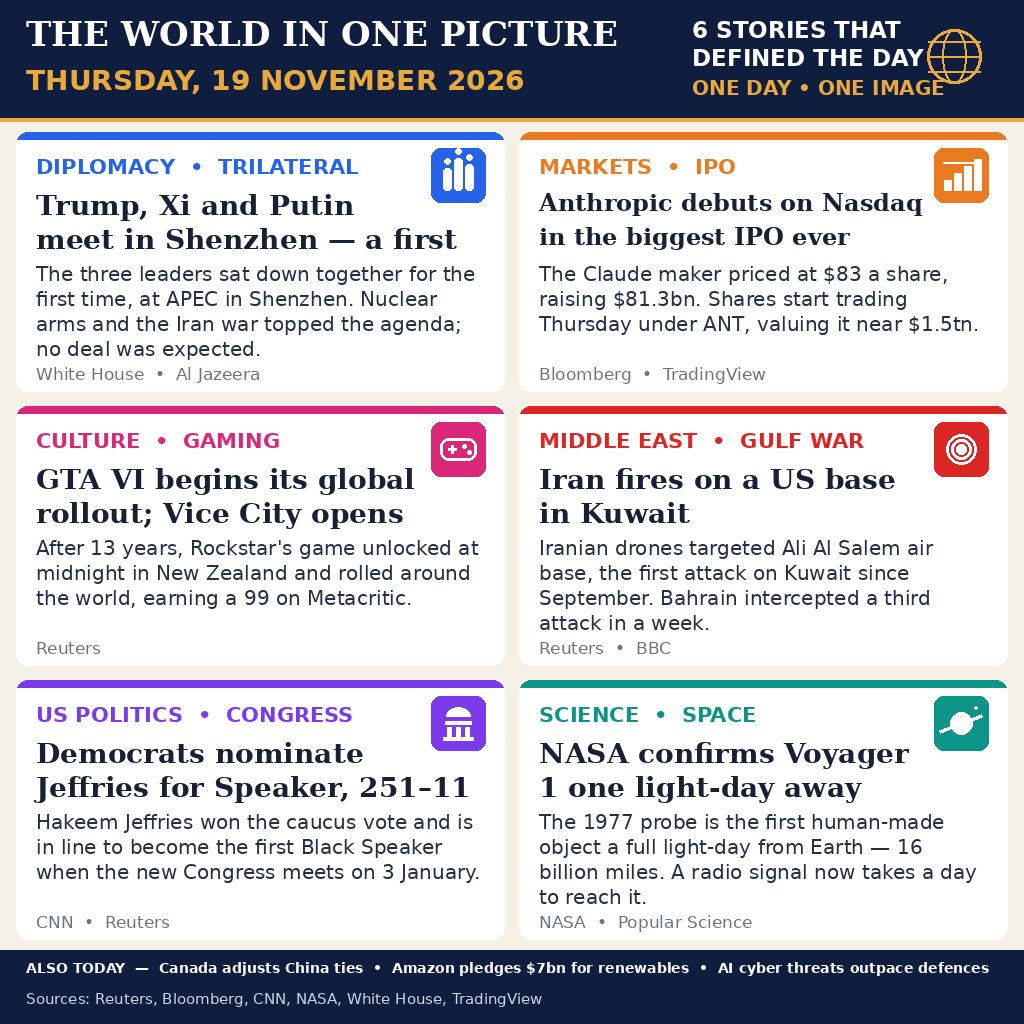 THE WORLD IN ONE PICTURE
THURSDAY, 19 NOVEMBER 2026
6 STORIES THAT
DEFINED THE DAY
ONE DAY • ONE IMAGE
DIPLOMACY • TRILATERAL
Trump, Xi and Putin
meet in Shenzhen — a first
The three leaders sat down together for the
first time, at APEC in Shenzhen. Nuclear
arms and the Iran war topped the agenda;
no deal was expected.
White House • Al Jazeera
MARKETS • IPO
Anthropic debuts on Nasdaq
in the biggest IPO ever
The Claude maker priced at $83 a share,
raising $81.3bn. Shares start trading
Thursday under ANT, valuing it near $1.5tn.
Bloomberg • TradingView
CULTURE • GAMING
GTA VI begins its global
rollout; Vice City opens
After 13 years, Rockstar's game unlocked at
midnight in New Zealand and rolled around
the world, earning a 99 on Metacritic.
Reuters
MIDDLE EAST • GULF WAR
Iran fires on a US base
in Kuwait
Iranian drones targeted Ali Al Salem air
base, the first attack on Kuwait since
September. Bahrain intercepted a third
attack in a week.
Reuters • BBC
US POLITICS • CONGRESS
Democrats nominate
Jeffries for Speaker, 251–11
Hakeem Jeffries won the caucus vote and is
in line to become the first Black Speaker
when the new Congress meets on 3 January.
CNN • Reuters
SCIENCE • SPACE
NASA confirms Voyager
1 one light-day away
The 1977 probe is the first human-made
object a full light-day from Earth — 16
billion miles. A radio signal now takes a day
to reach it.
NASA • Popular Science
ALSO TODAY — Canada adjusts China ties • Amazon pledges $7bn for renewables • AI cyber threats outpace defences
Sources: Reuters, Bloomberg, CNN, NASA, White House, TradingView